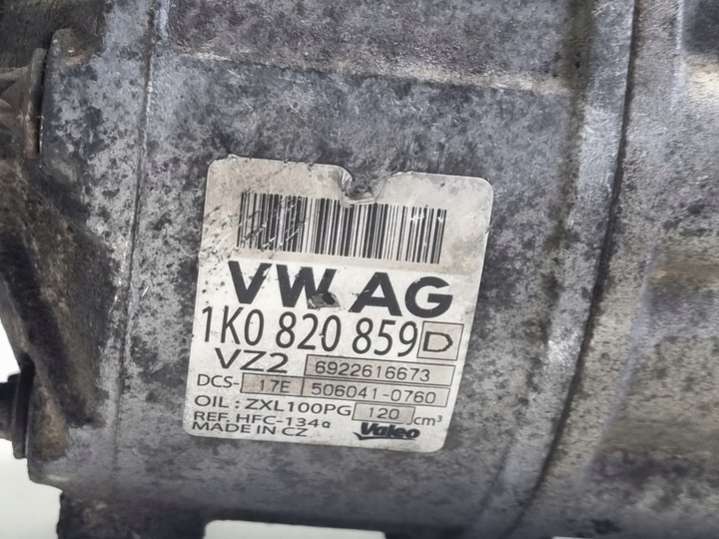 VW AG
1K0 820 859 D
VZ2 6922616673
DCS- 17E 506041-0760
OIL : ZXL100PG 120 cm³
REF. HFC-134a
MADE IN CZ Valeo